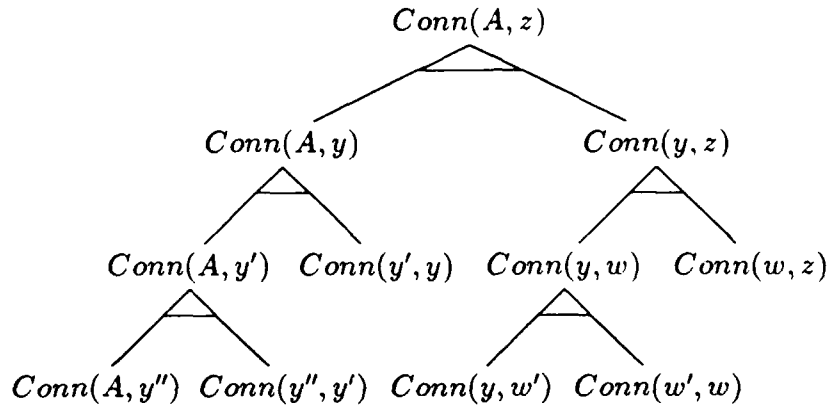 Conn(A, z)
Conn(A, y) Conn(y, z)
Conn(A, y′) Conn(y′, y) Conn(y, w) Conn(w, z)
Conn(A, y″) Conn(y″, y′) Conn(y, w′) Conn(w′, w)